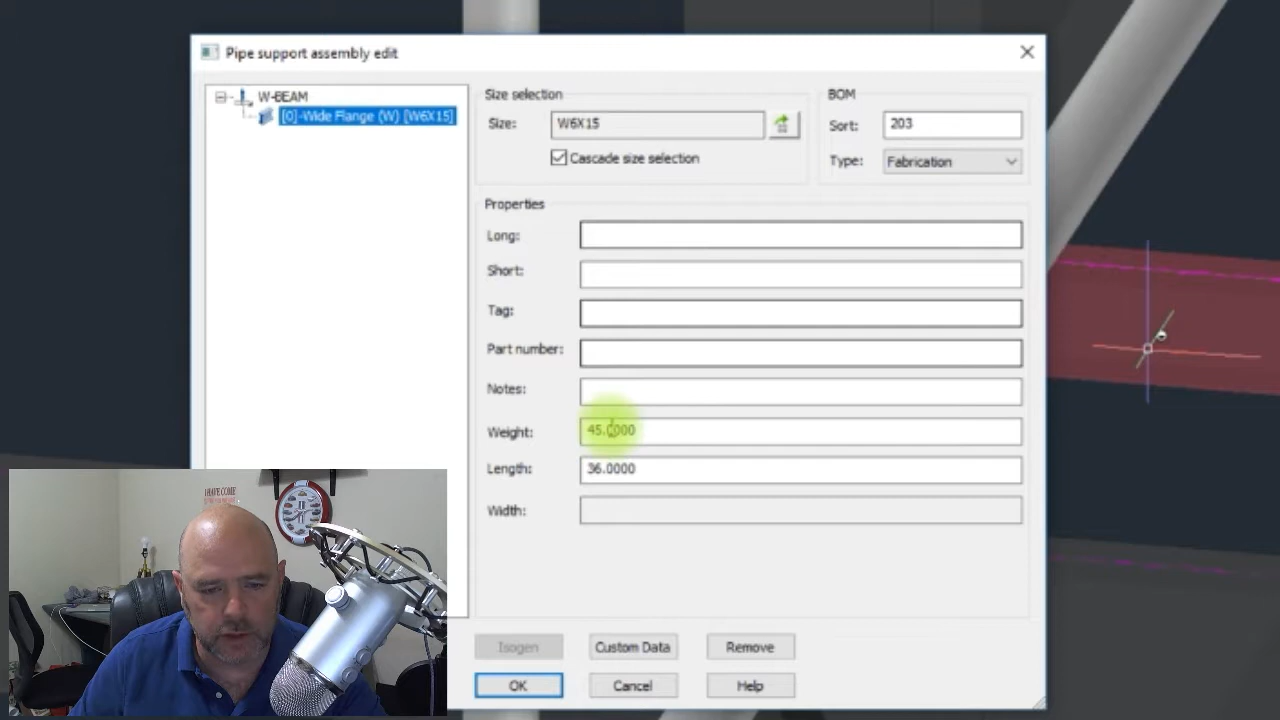 Pipe support assembly edit
W-BEAM
[0]-Wide Flange (W) [W6X15]
Size selection
Size: W6X15
Cascade size selection
BOM
Sort: 203
Type: Fabrication
Properties
Long:
Short:
Tag:
Part number:
Notes:
Weight: 45.0000
Length: 36.0000
Width:
Isogen Custom Data Remove
OK Cancel Help
I HAVE COME